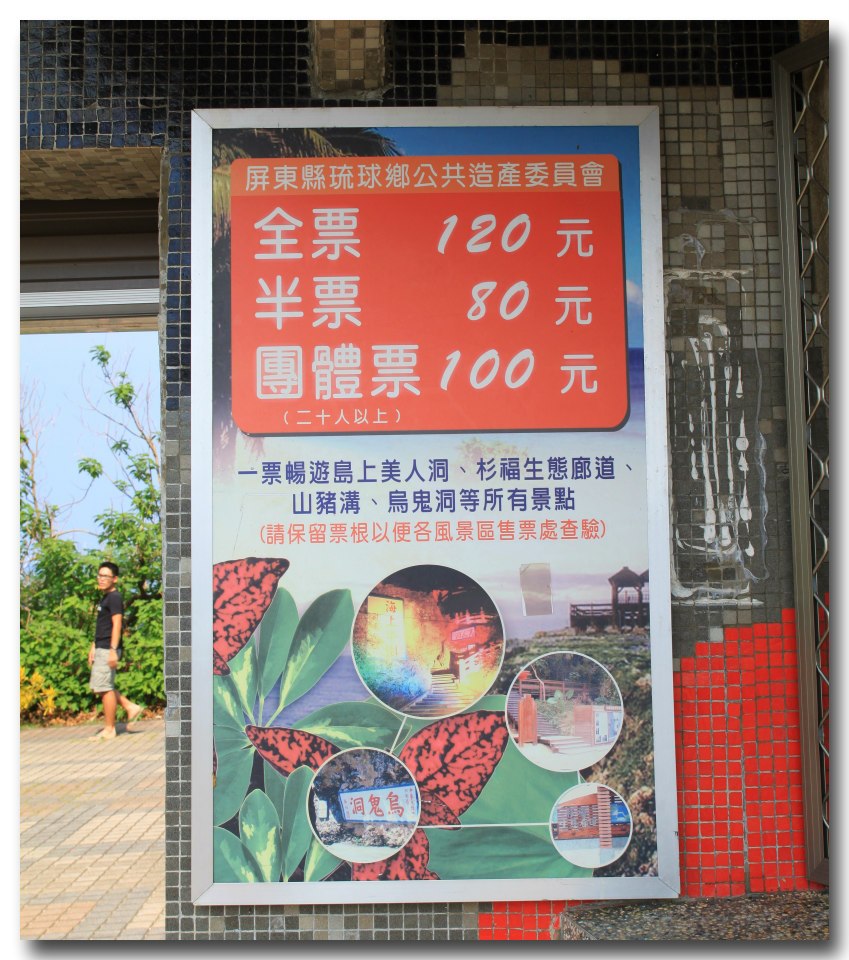 屏東縣琉球鄉公共造產委員會
全票 120 元
半票 80 元
團體票 100 元
(二十人以上)
一票暢遊島上美人洞、杉福生態廊道、
山豬溝、烏鬼洞等所有景點
(請保留票根以便各風景區售票處查驗)
洞鬼烏